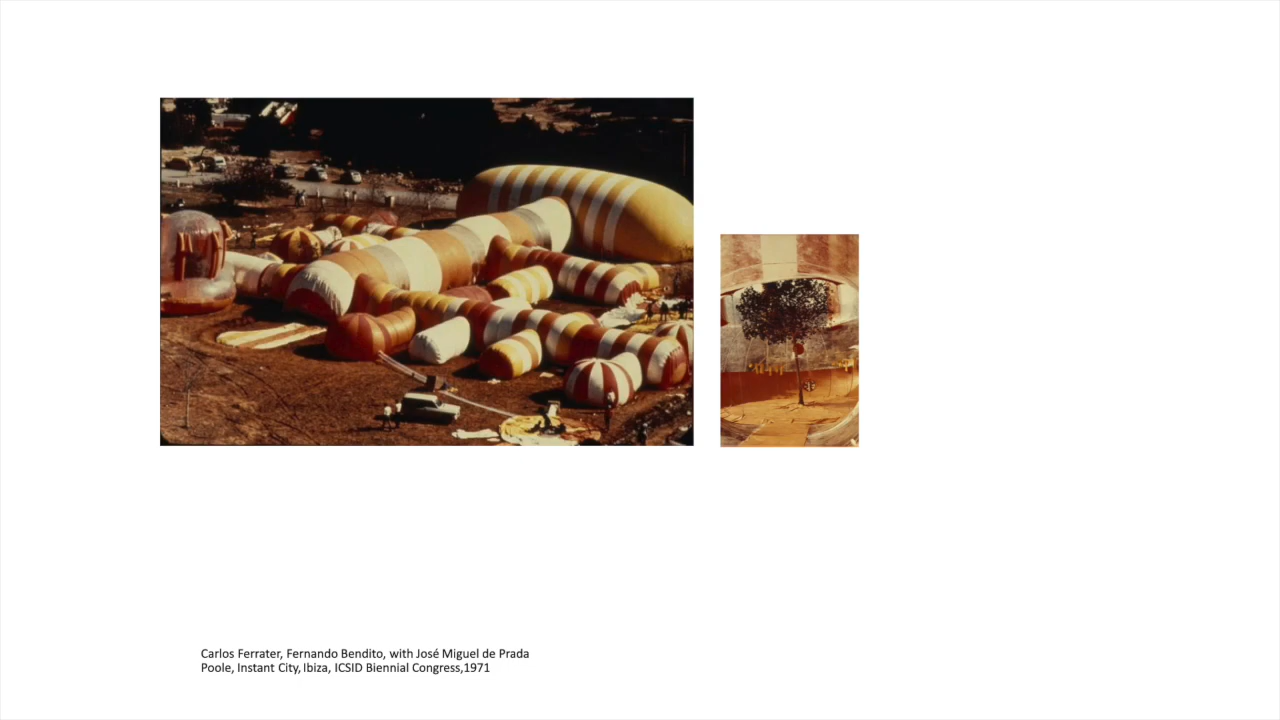 Carlos Ferrater, Fernando Bendito, with José Miguel de Prada
Poole, Instant City, Ibiza, ICSID Biennial Congress,1971